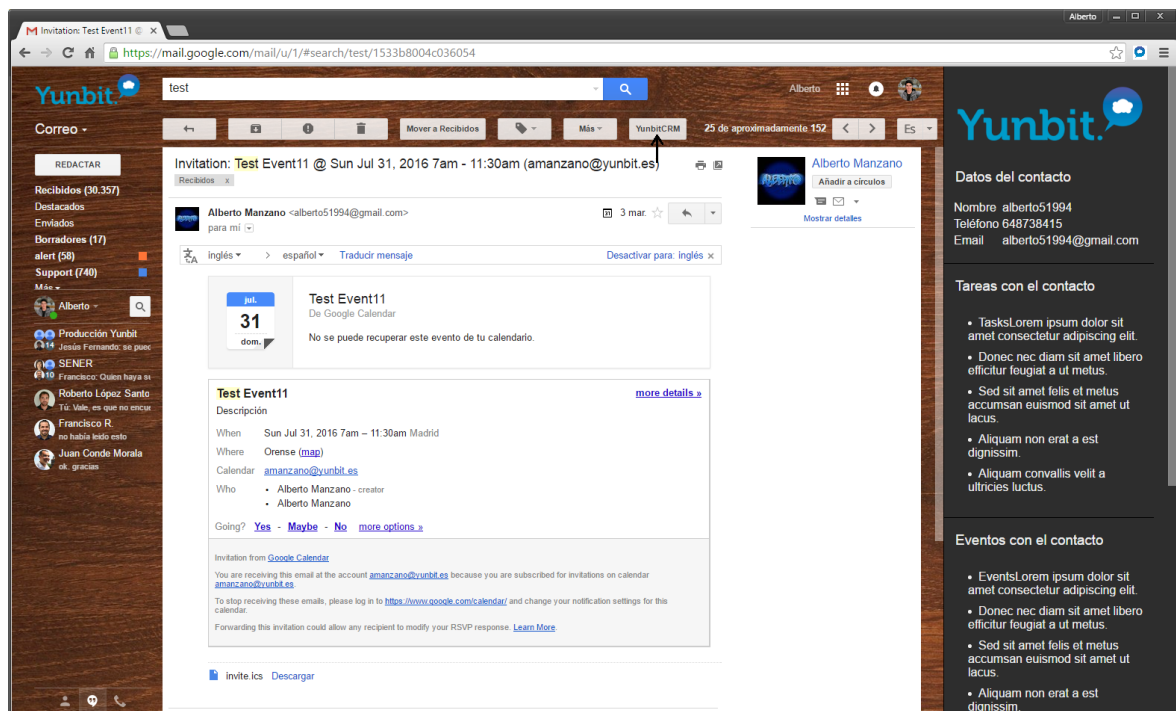 Alberto
Invitation: Test Event11
https://mail.google.com/mail/u/1/#search/test/1533b8004c036054
Yunbit.
test
Alberto
Correo
Mover a Recibidos
Más
YunbitCRM
25 de aproximadamente 152
Es
REDACTAR
Recibidos (30.357)
Destacados
Enviados
Borradores (17)
alert (58)
Support (740)
Más
Alberto
Producción Yunbit
14 Jesús Fernando: se puec
SENER
10 Francisco: Quien haya su
Roberto López Santo
Tú: Vale, es que no encue
Francisco R.
no había leido esto
Juan Conde Morala
ok. gracias
Invitation: Test Event11 @ Sun Jul 31, 2016 7am - 11:30am (amanzano@yunbit.es)
Recibidos x
Alberto Manzano <alberto51994@gmail.com>
31 3 mar.
para mí
inglés > español Traducir mensaje Desactivar para: inglés x
jul.
31
dom.
Test Event11
De Google Calendar
No se puede recuperar este evento de tu calendario.
Test Event11 more details »
Descripción
When Sun Jul 31, 2016 7am – 11:30am Madrid
Where Orense (map)
Calendar amanzano@yunbit.es
Who • Alberto Manzano - creator
• Alberto Manzano
Going? Yes - Maybe - No more options »
Invitation from Google Calendar
You are receiving this email at the account amanzano@yunbit.es because you are subscribed for invitations on calendar
amanzano@yunbit.es.
To stop receiving these emails, please log in to https://www.google.com/calendar/ and change your notification settings for this
calendar.
Forwarding this invitation could allow any recipient to modify your RSVP response. Learn More.
invite.ics Descargar
Alberto Manzano
Añadir a círculos
Mostrar detalles
Yunbit.
Datos del contacto
Nombre alberto51994
Teléfono 648738415
Email alberto51994@gmail.com
Tareas con el contacto
• TasksLorem ipsum dolor sit
amet consectetur adipiscing elit.
• Donec nec diam sit amet libero
efficitur feugiat a ut metus.
• Sed sit amet felis et metus
accumsan euismod sit amet ut
lacus.
• Aliquam non erat a est
dignissim.
• Aliquam convallis velit a
ultricies luctus.
Eventos con el contacto
• EventsLorem ipsum dolor sit
amet consectetur adipiscing elit.
• Donec nec diam sit amet libero
efficitur feugiat a ut metus.
• Sed sit amet felis et metus
accumsan euismod sit amet ut
lacus.
• Aliquam non erat a est
dignissim.